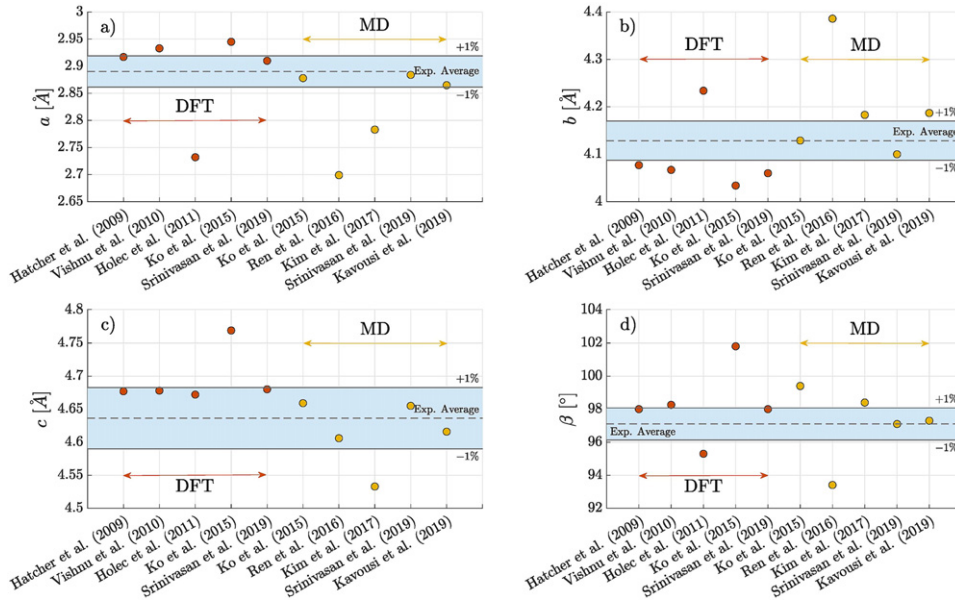 a)
MD
+1%
Exp. Average
−1%
DFT
a [Å]
3
2.95
2.9
2.85
2.8
2.75
2.7
2.65
Hatcher et al. (2009)
Vishnu et al. (2010)
Holec et al. (2011)
Ko et al. (2015)
Srinivasan et al. (2019)
Ko et al. (2015)
Ren et al. (2016)
Kim et al. (2017)
Srinivasan et al. (2019)
Kavousi et al. (2019)
b)
DFT
MD
+1%
Exp. Average
−1%
b [Å]
4.4
4.3
4.2
4.1
4
Hatcher et al. (2009)
Vishnu et al. (2010)
Holec et al. (2011)
Ko et al. (2015)
Srinivasan et al. (2019)
Ko et al. (2015)
Ren et al. (2016)
Kim et al. (2017)
Srinivasan et al. (2019)
Kavousi et al. (2019)
c)
MD
+1%
Exp. Average
−1%
DFT
c [Å]
4.8
4.75
4.7
4.65
4.6
4.55
4.5
Hatcher et al. (2009)
Vishnu et al. (2010)
Holec et al. (2011)
Ko et al. (2015)
Srinivasan et al. (2019)
Ko et al. (2015)
Ren et al. (2016)
Kim et al. (2017)
Srinivasan et al. (2019)
Kavousi et al. (2019)
d)
MD
+1%
Exp. Average
−1%
DFT
β [°]
104
102
100
98
96
94
92
Hatcher et al. (2009)
Vishnu et al. (2010)
Holec et al. (2011)
Ko et al. (2015)
Srinivasan et al. (2019)
Ko et al. (2015)
Ren et al. (2016)
Kim et al. (2017)
Srinivasan et al. (2019)
Kavousi et al. (2019)